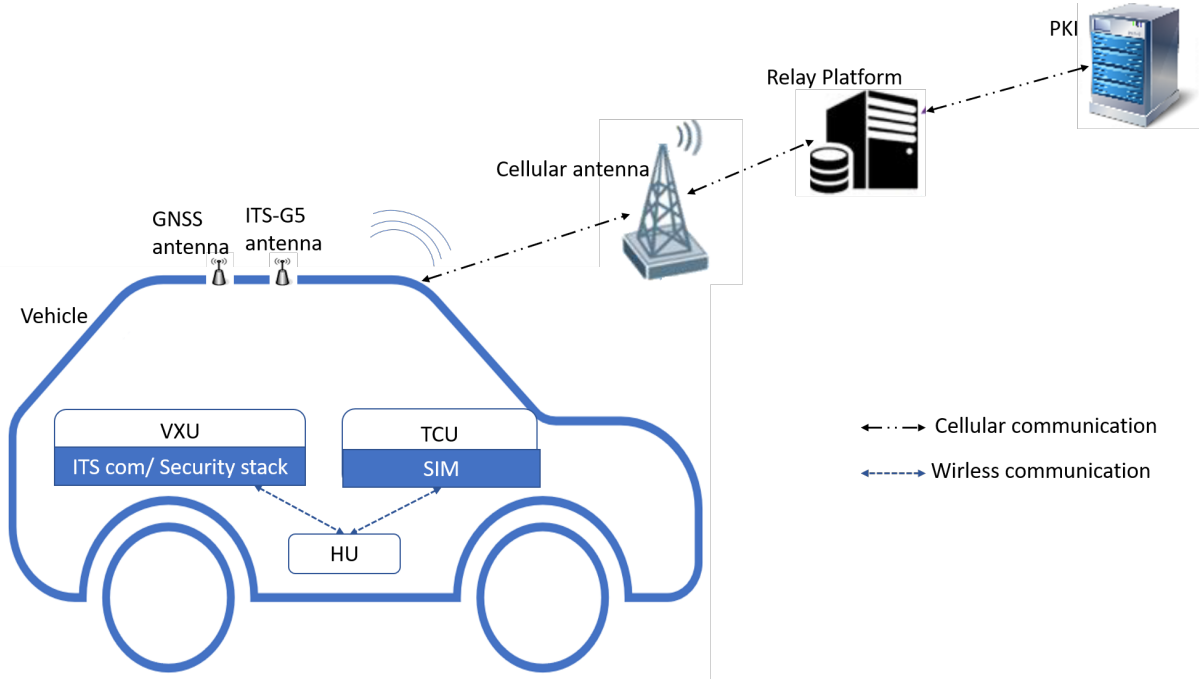 PKI
Relay Platform
Cellular antenna
GNSS
antenna
ITS-G5
antenna
Vehicle
VXU
ITS com/ Security stack
TCU
SIM
HU
Cellular communication
Wirless communication